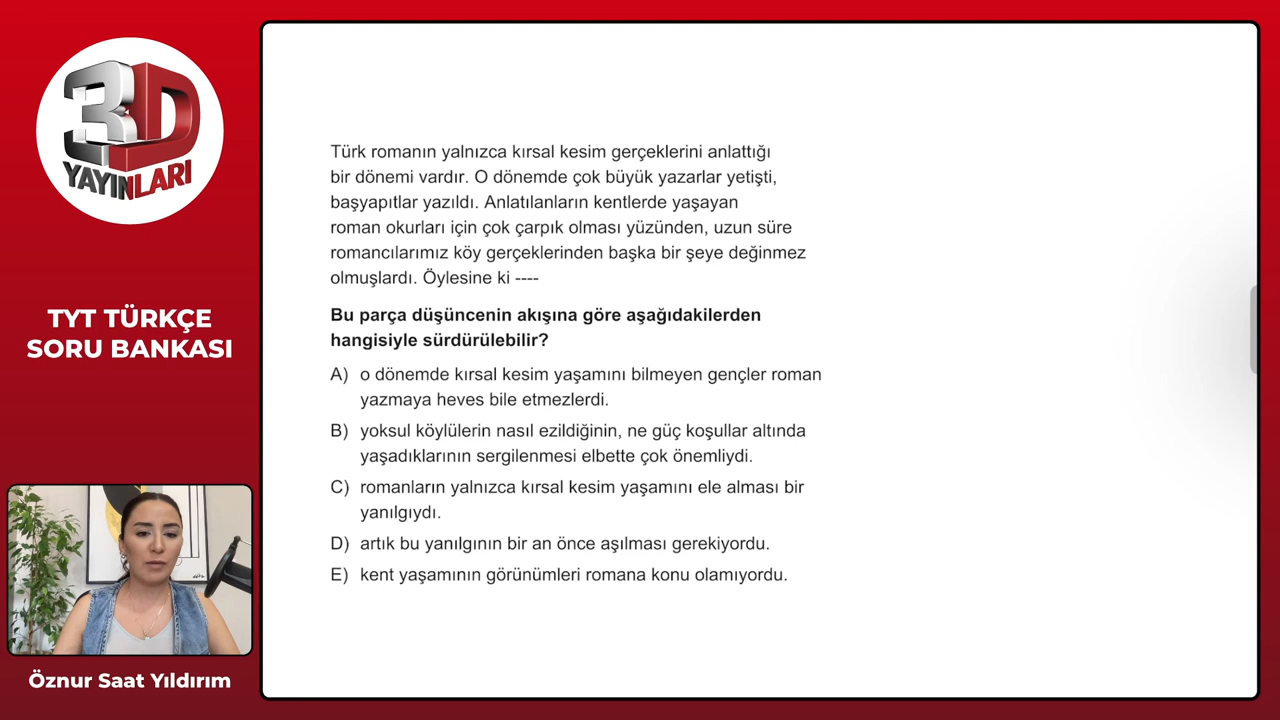 3D
YAYINLARI
TYT TÜRKÇE
SORU BANKASI
Öznur Saat Yıldırım
Türk romanın yalnızca kırsal kesim gerçeklerini anlattığı
bir dönemi vardır. O dönemde çok büyük yazarlar yetişti,
başyapıtlar yazıldı. Anlatılanların kentlerde yaşayan
roman okurları için çok çarpık olması yüzünden, uzun süre
romancılarımız köy gerçeklerinden başka bir şeye değinmez
olmuşlardı. Öylesine ki ----
Bu parça düşüncenin akışına göre aşağıdakilerden
hangisiyle sürdürülebilir?
A) o dönemde kırsal kesim yaşamını bilmeyen gençler roman
yazmaya heves bile etmezlerdi.
B) yoksul köylülerin nasıl ezildiğinin, ne güç koşullar altında
yaşadıklarının sergilenmesi elbette çok önemliydi.
C) romanların yalnızca kırsal kesim yaşamını ele alması bir
yanılgıydı.
D) artık bu yanılgının bir an önce aşılması gerekiyordu.
E) kent yaşamının görünümleri romana konu olamıyordu.